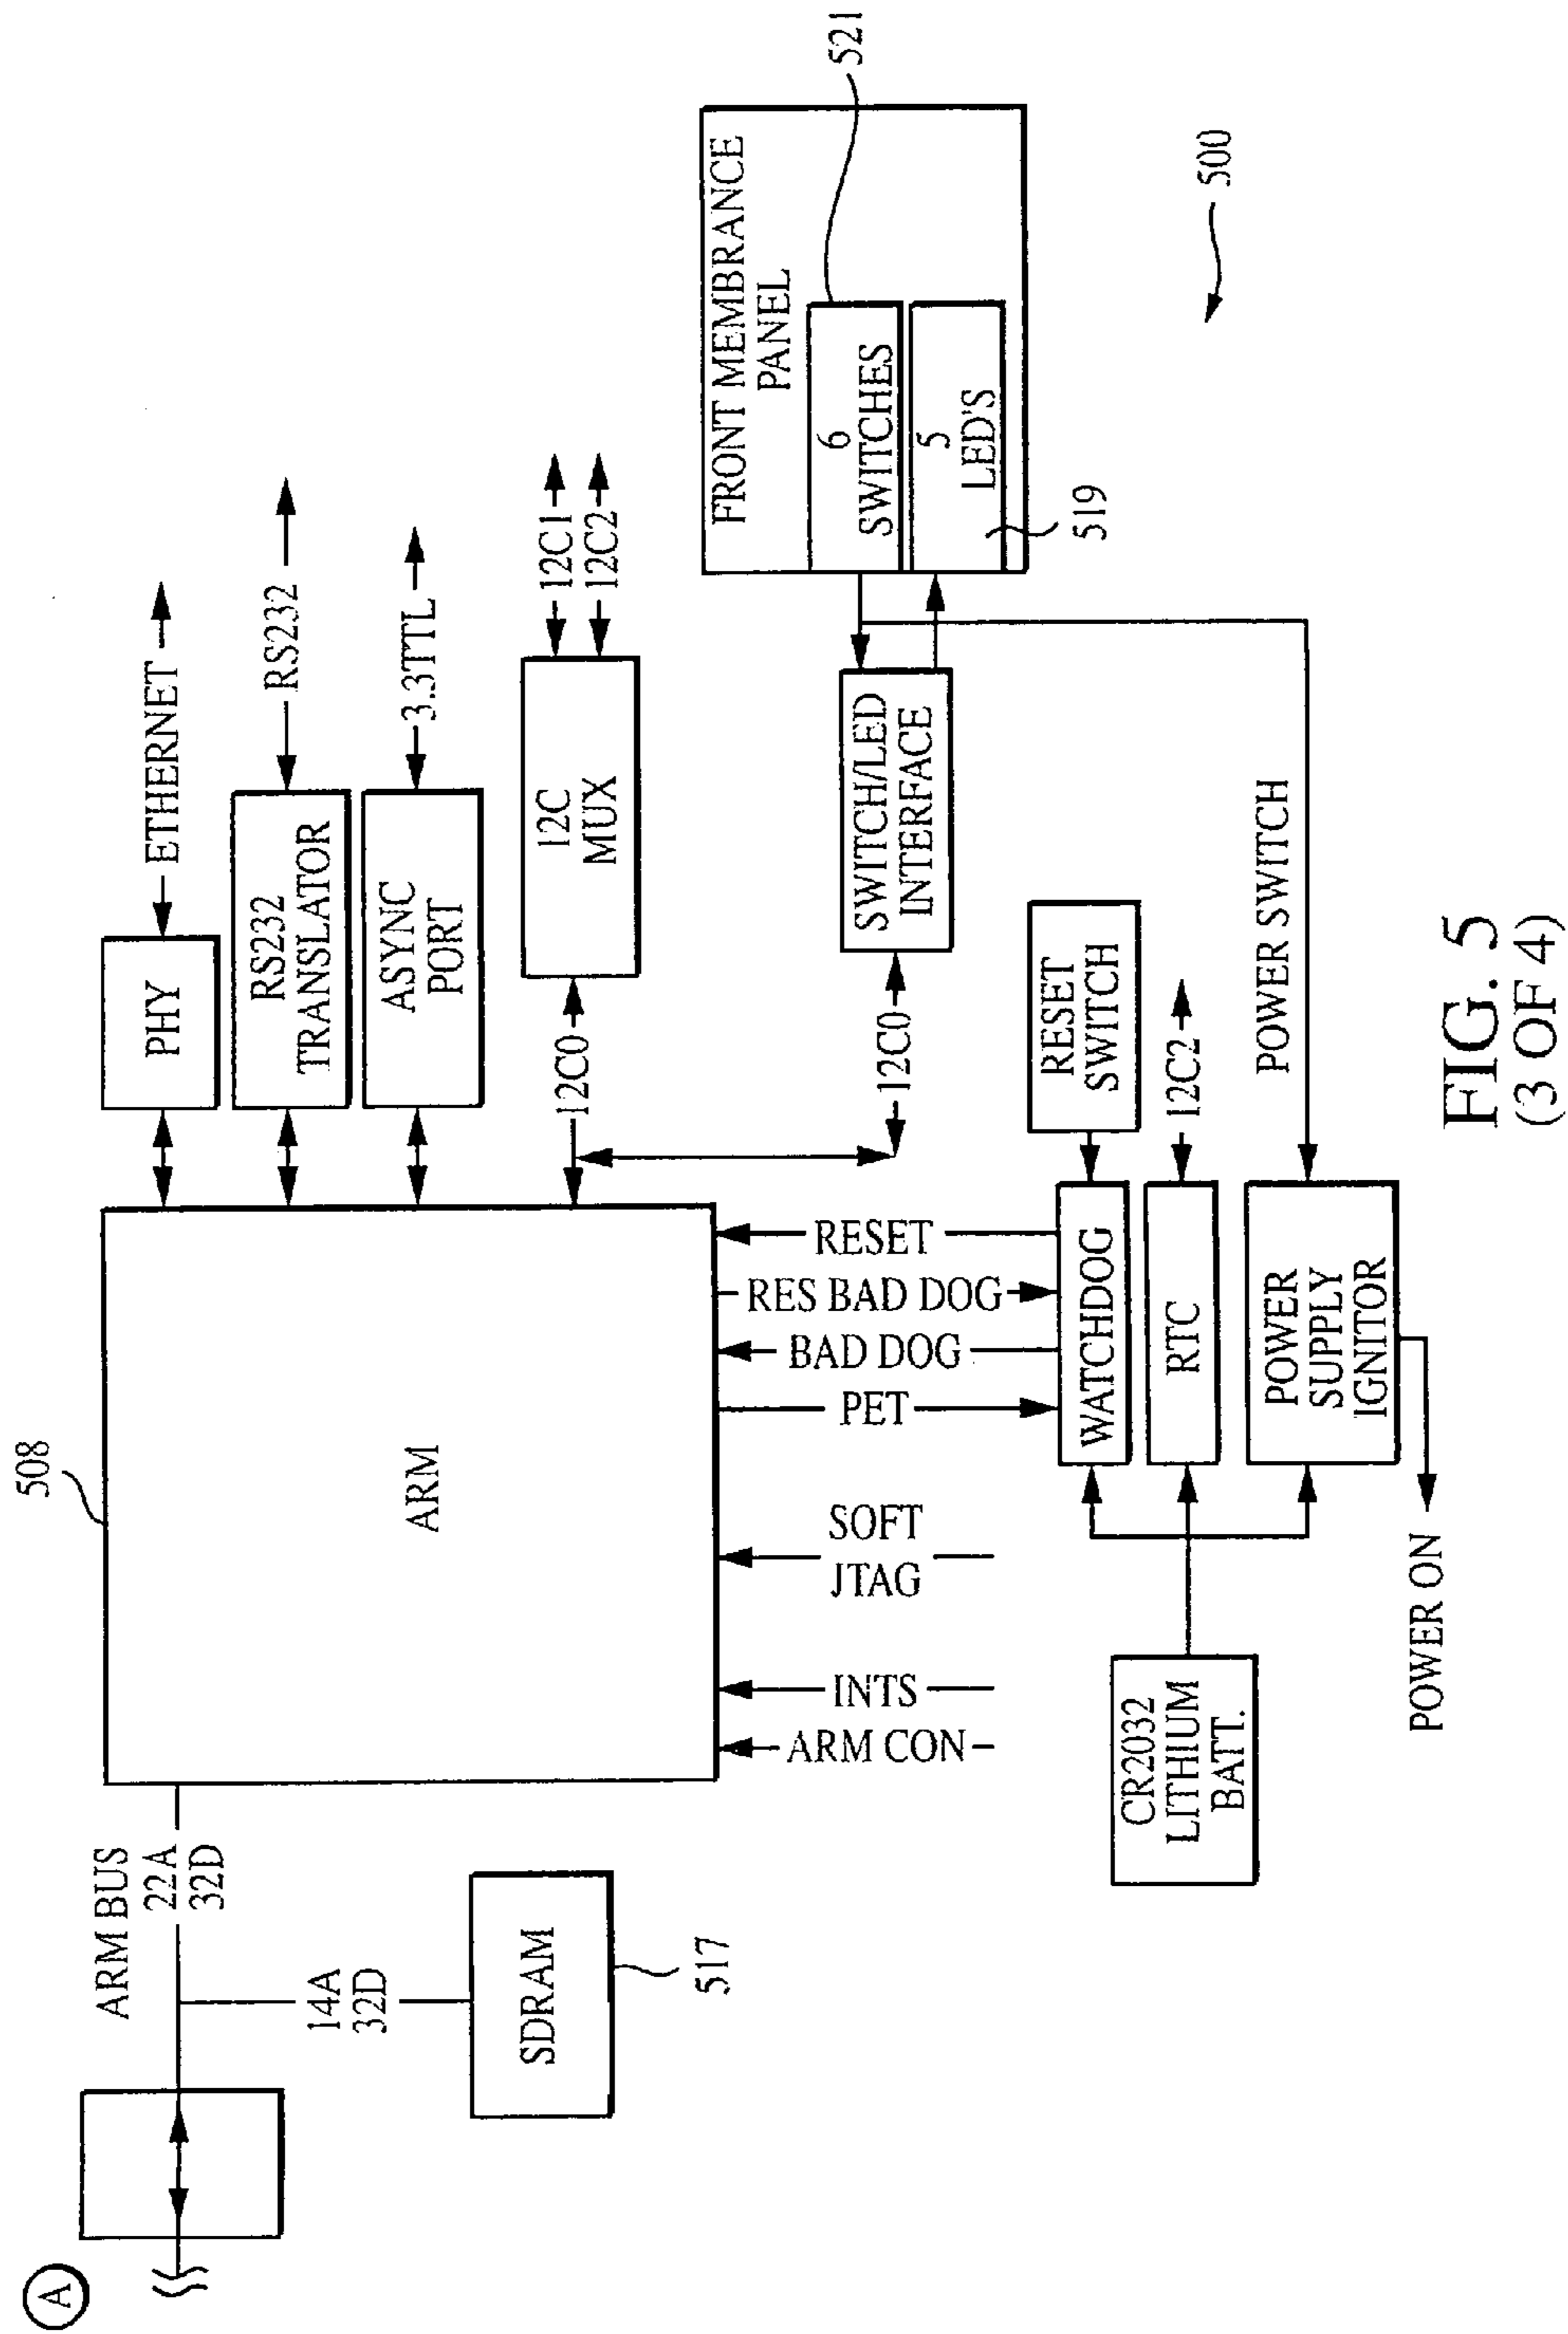 A
ARM BUS
22A
32D
14A
32D
SDRAM
517
508
ARM
PHY
ETHERNET
RS232
TRANSLATOR
RS232
ASYNC
PORT
3.3TTL
12C0
12C
MUX
12C1
12C2
12C0
SWITCH/LED
INTERFACE
FRONT MEMBRANCE
PANEL
6
SWITCHES
5
LED'S
521
519
500
RESET
RES BAD DOG
BAD DOG
PET
SOFT
JTAG
INTS
ARM CON
WATCHDOG
RESET
SWITCH
RTC
12C2
POWER
SUPPLY
IGNITOR
POWER SWITCH
CR2032
LITHIUM
BATT.
POWER ON
FIG. 5
(3 OF 4)